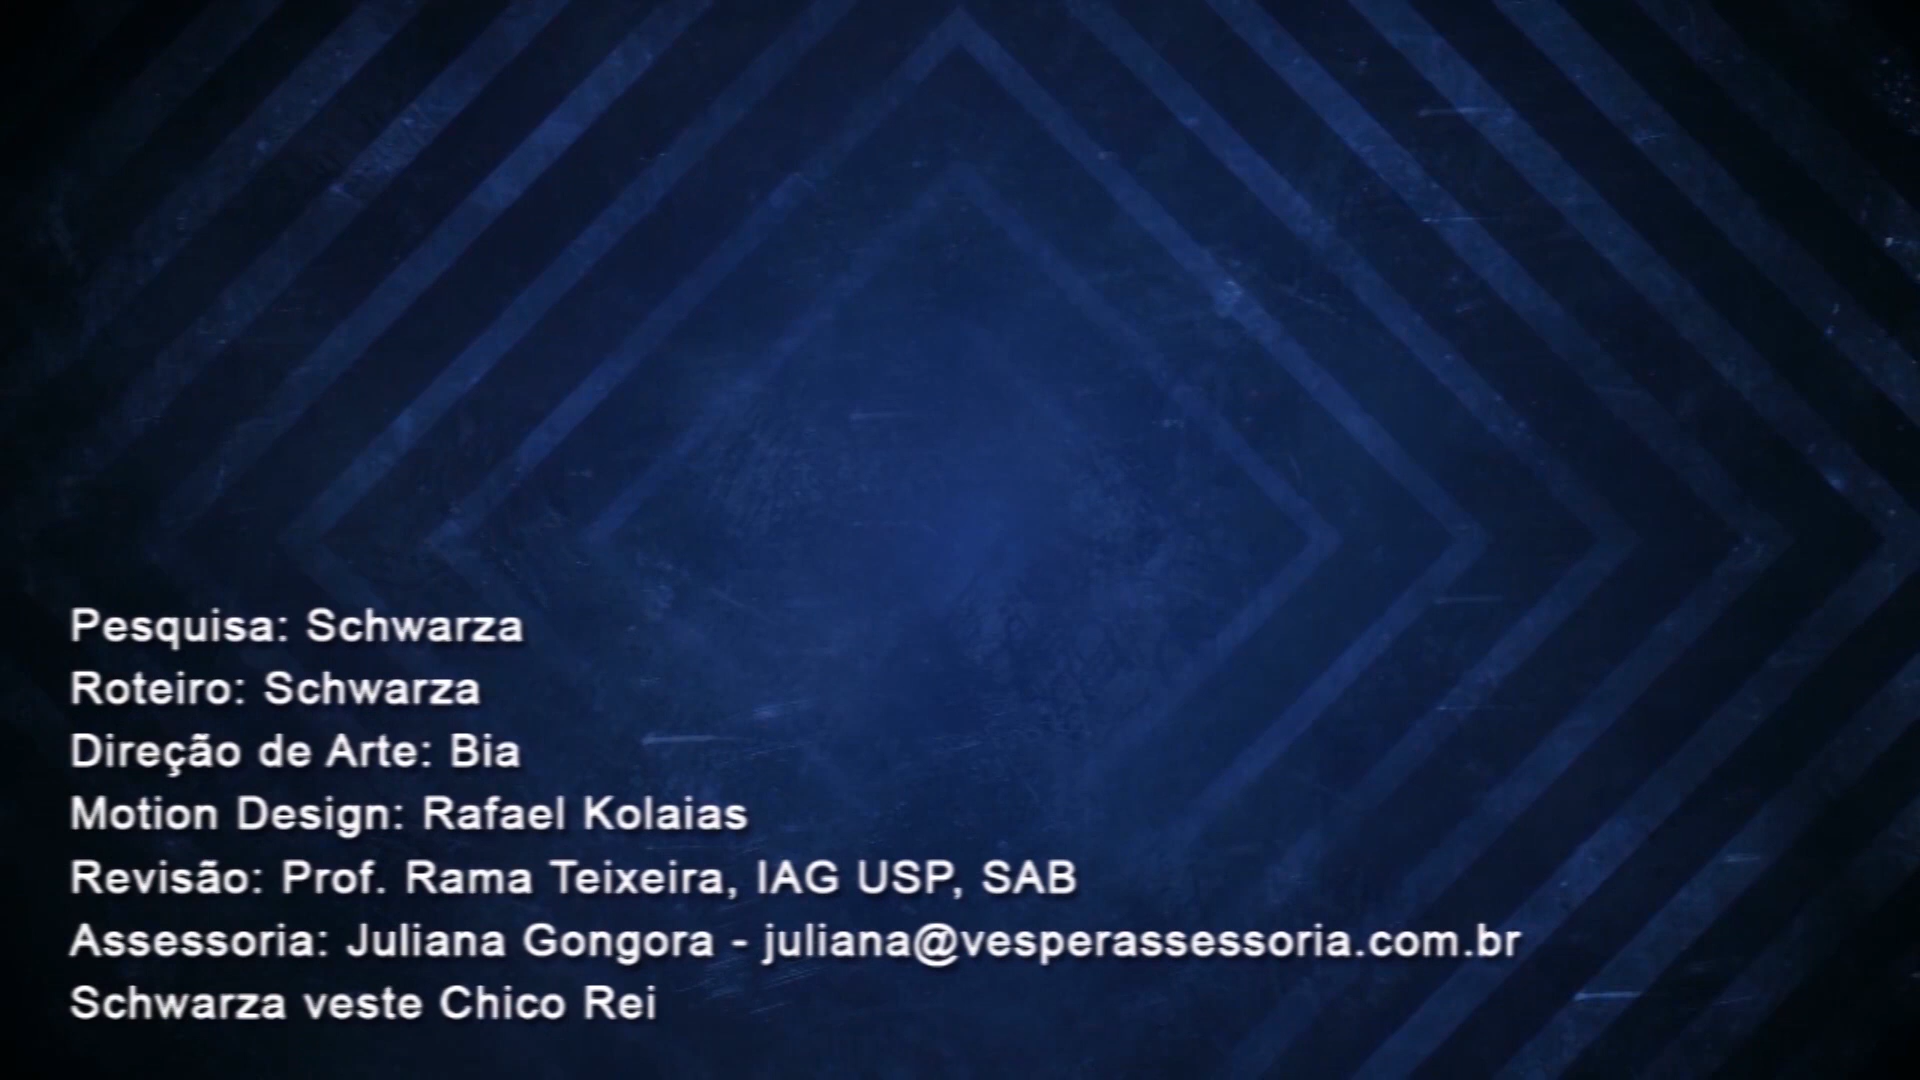 Pesquisa: Schwarza
Roteiro: Schwarza
Direção de Arte: Bia
Motion Design: Rafael Kolaias
Revisão: Prof. Rama Teixeira, IAG USP, SAB
Assessoria: Juliana Gongora - juliana@vesperassessoria.com.br
Schwarza veste Chico Rei